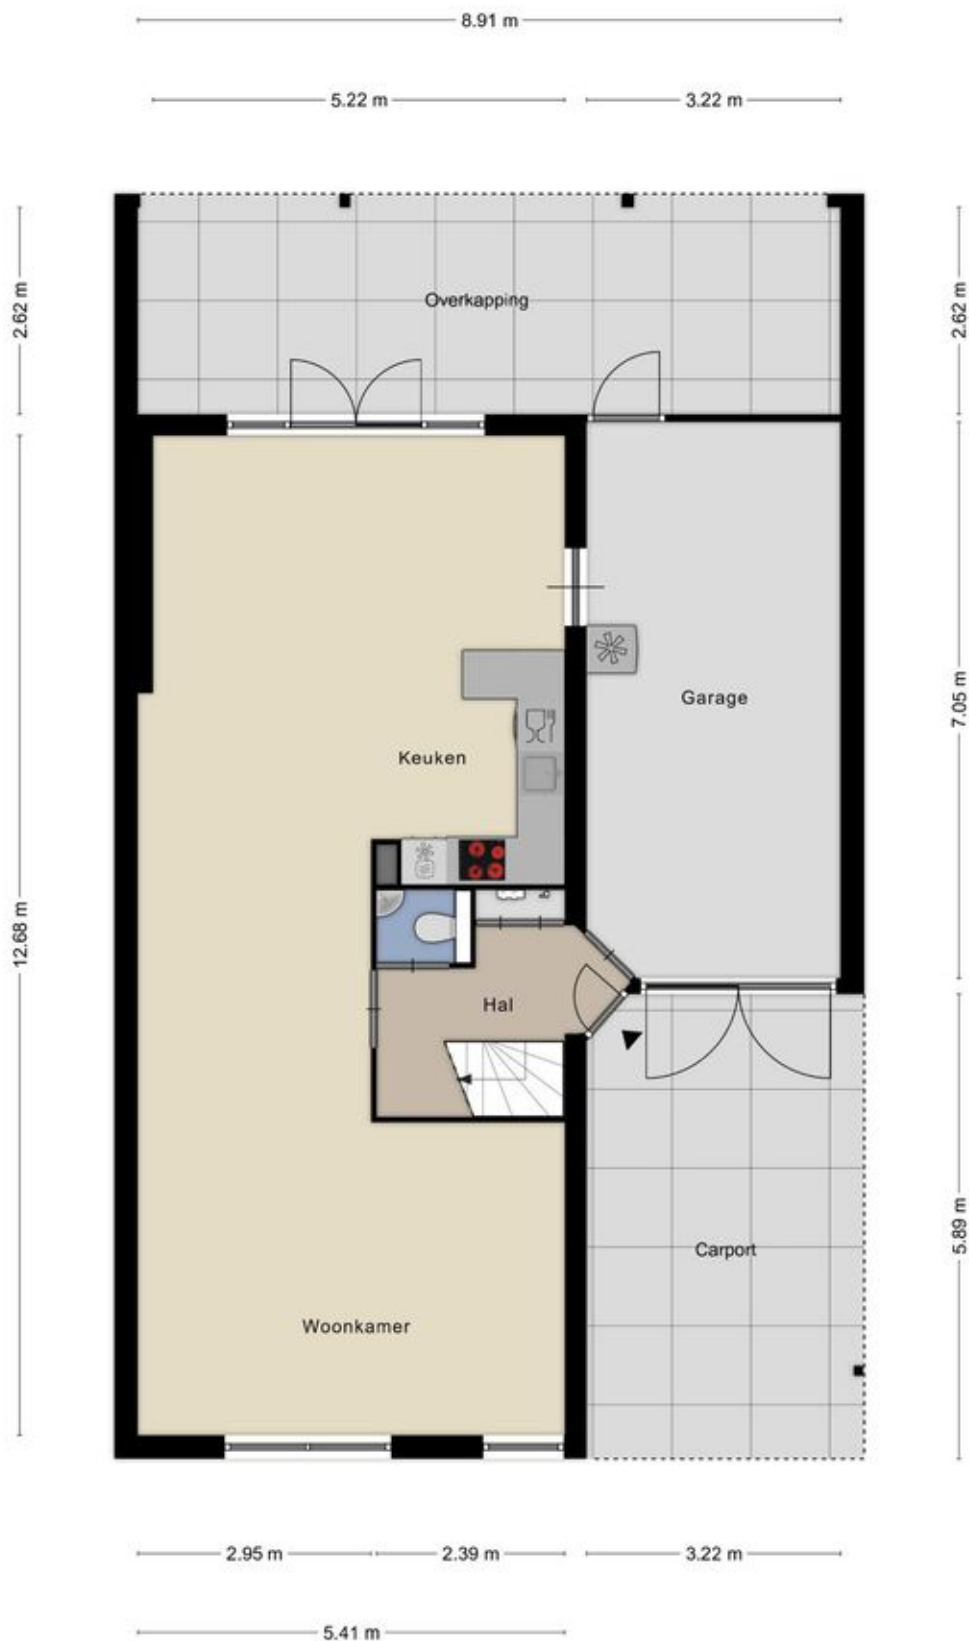 8.91 m
5.22 m
3.22 m
2.62 m
2.62 m
Overkapping
Garage
7.05 m
Keuken
12.68 m
Hal
5.89 m
Carport
Woonkamer
2.95 m
2.39 m
3.22 m
5.41 m